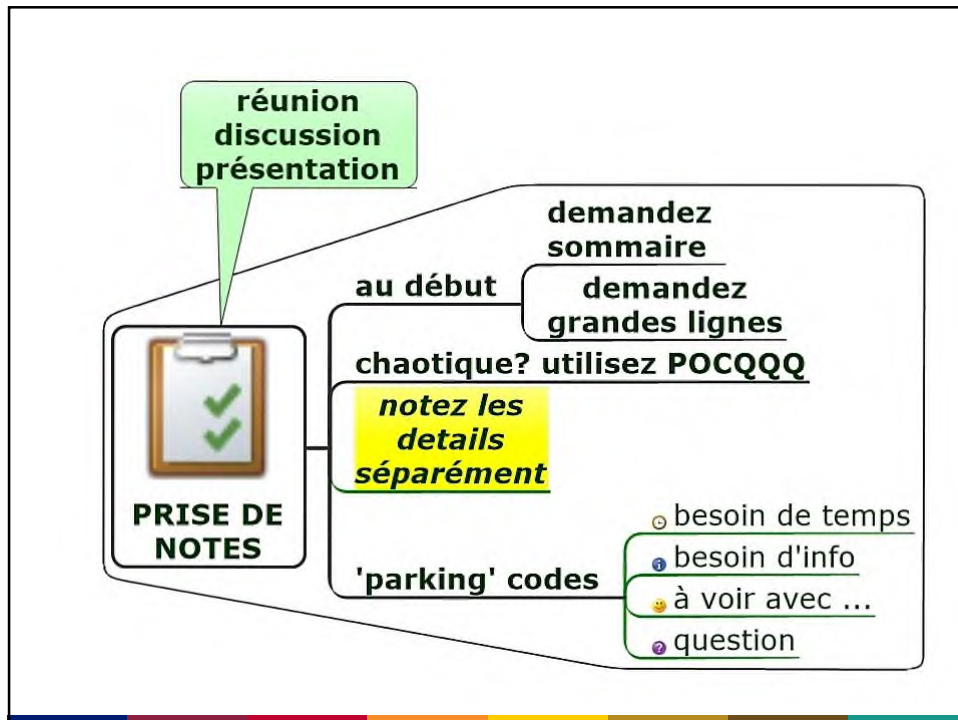 réunion
discussion
présentation
PRISE DE
NOTES
au début
demandez
sommaire
demandez
grandes lignes
chaotique? utilisez POCQQQ
notez les
details
séparément
'parking' codes
besoin de temps
besoin d'info
à voir avec ...
question